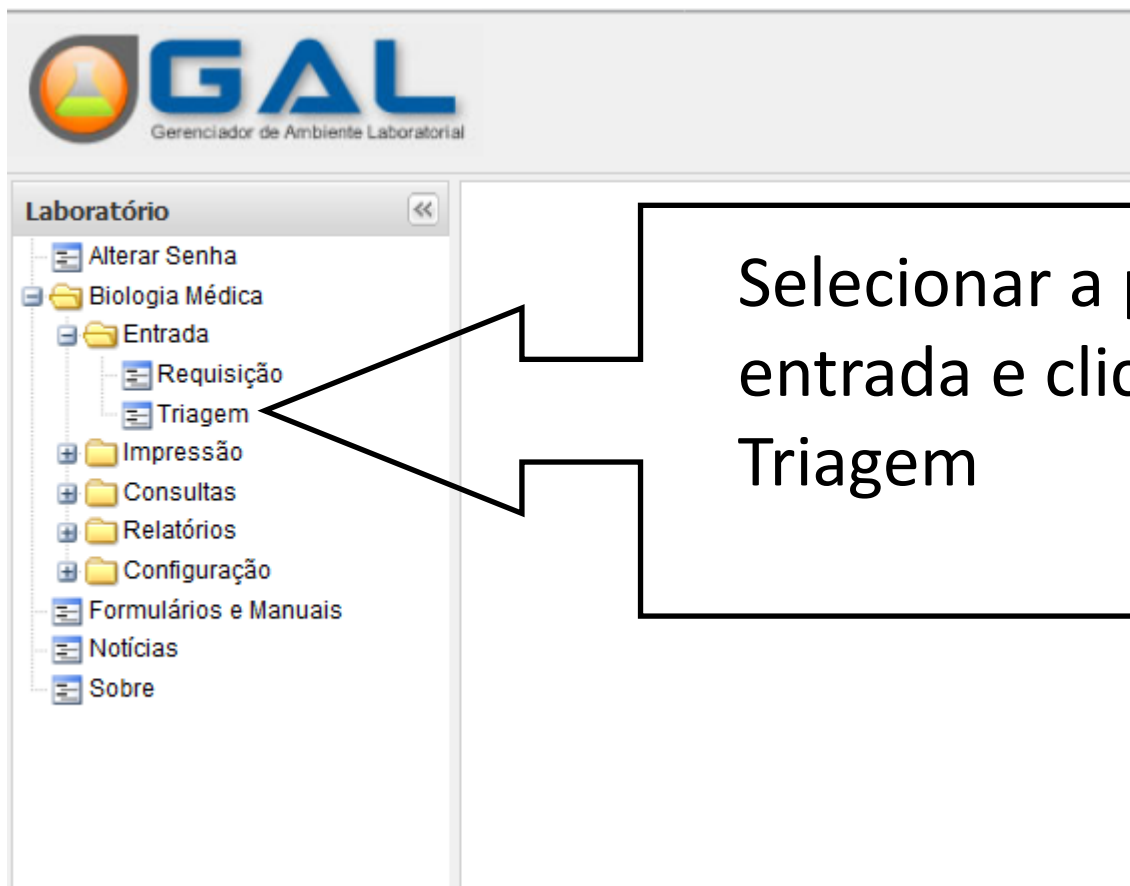 GAL
Gerenciador de Ambiente Laboratorial
Laboratório
Alterar Senha
Biologia Médica
Entrada
Requisição
Triagem
Impressão
Consultas
Relatórios
Configuração
Formulários e Manuais
Notícias
Sobre
Selecionar a
entrada e
Triagem